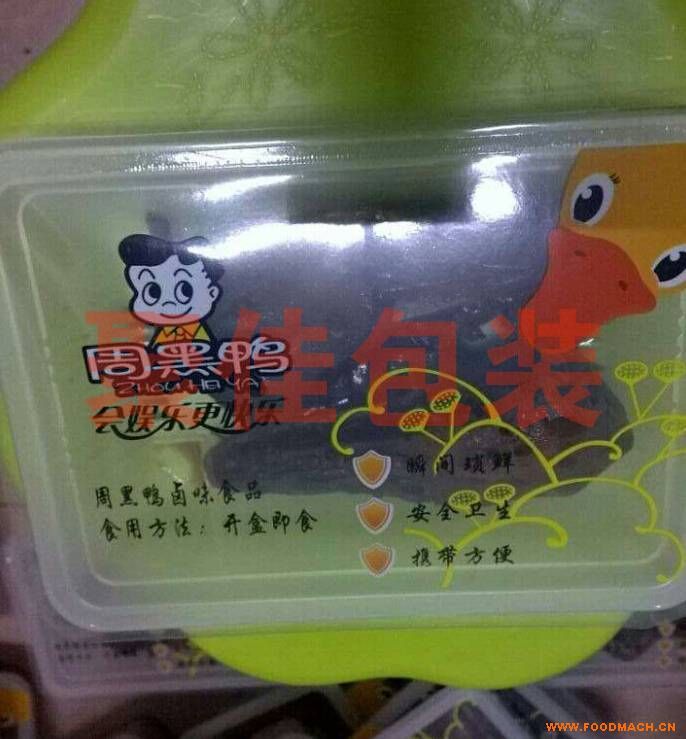 聚佳包装
周黑鸭
ZHOU HEI YA
会娱乐更快乐
周黑鸭卤味食品
食用方法：开盒即食
瞬间琐鲜
安全卫生
携带方便
WWW.FOODMACH.CN